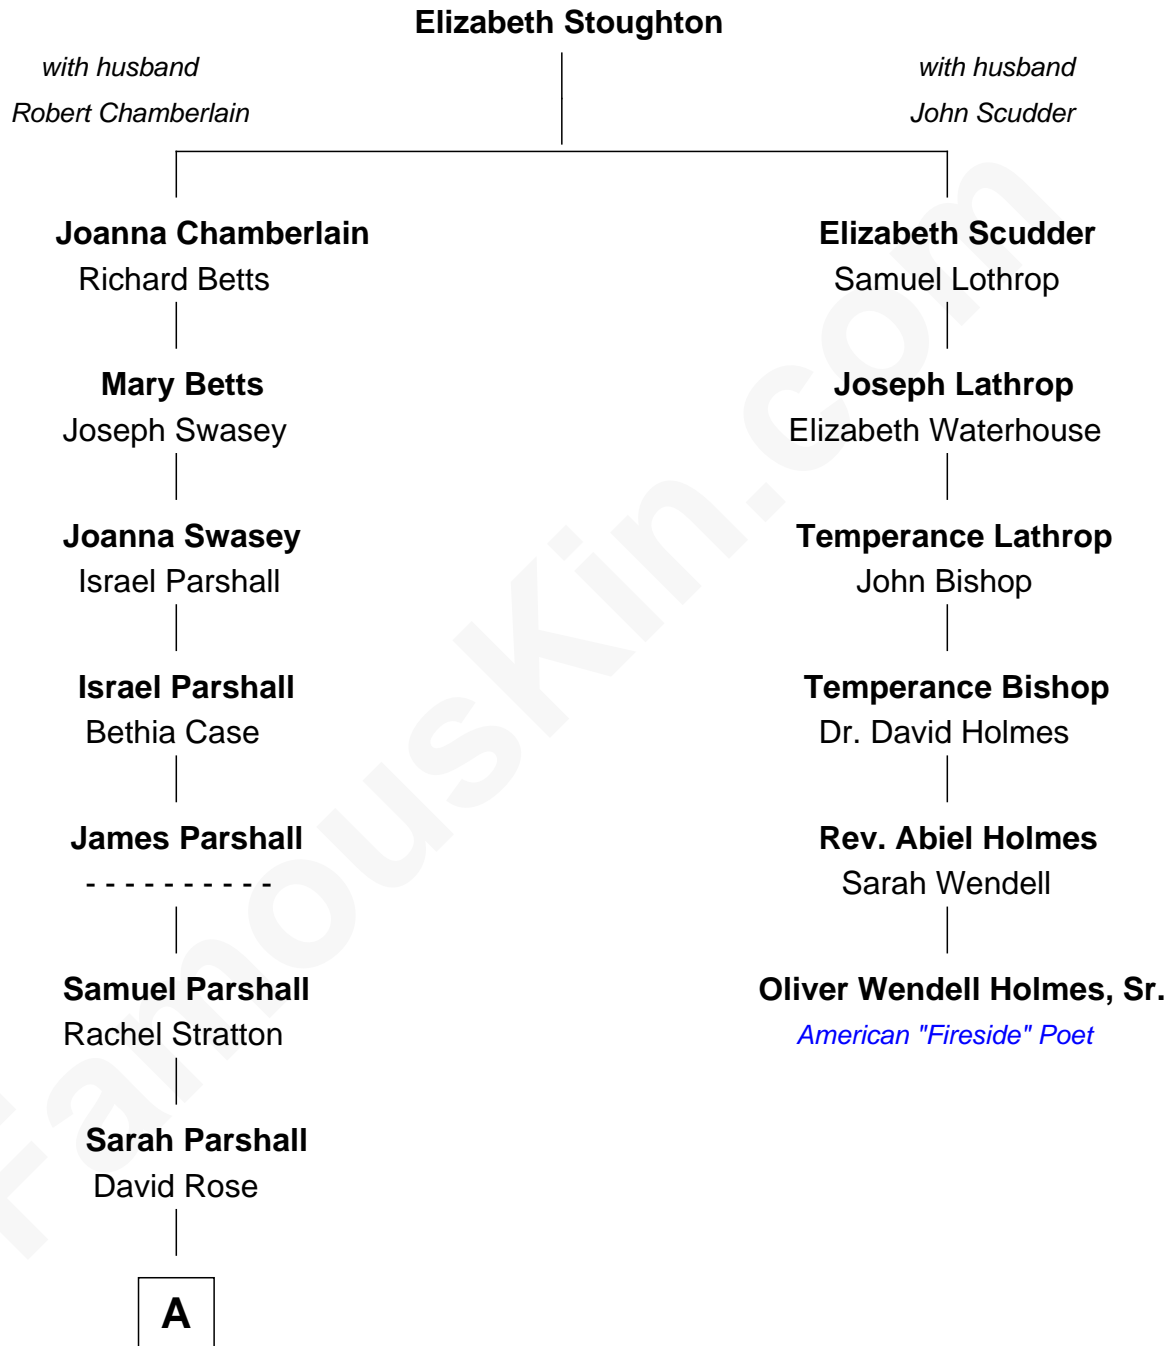 Elizabeth Stoughton
with husband
Robert Chamberlain
with husband
John Scudder
Joanna Chamberlain
Richard Betts
Elizabeth Scudder
Samuel Lothrop
Mary Betts
Joseph Swasey
Joseph Lathrop
Elizabeth Waterhouse
Joanna Swasey
Israel Parshall
Temperance Lathrop
John Bishop
Israel Parshall
Bethia Case
Temperance Bishop
Dr. David Holmes
James Parshall
- - - - - - - - - -
Rev. Abiel Holmes
Sarah Wendell
Samuel Parshall
Rachel Stratton
Oliver Wendell Holmes, Sr.
American "Fireside" Poet
Sarah Parshall
David Rose
A
FamousKin.com